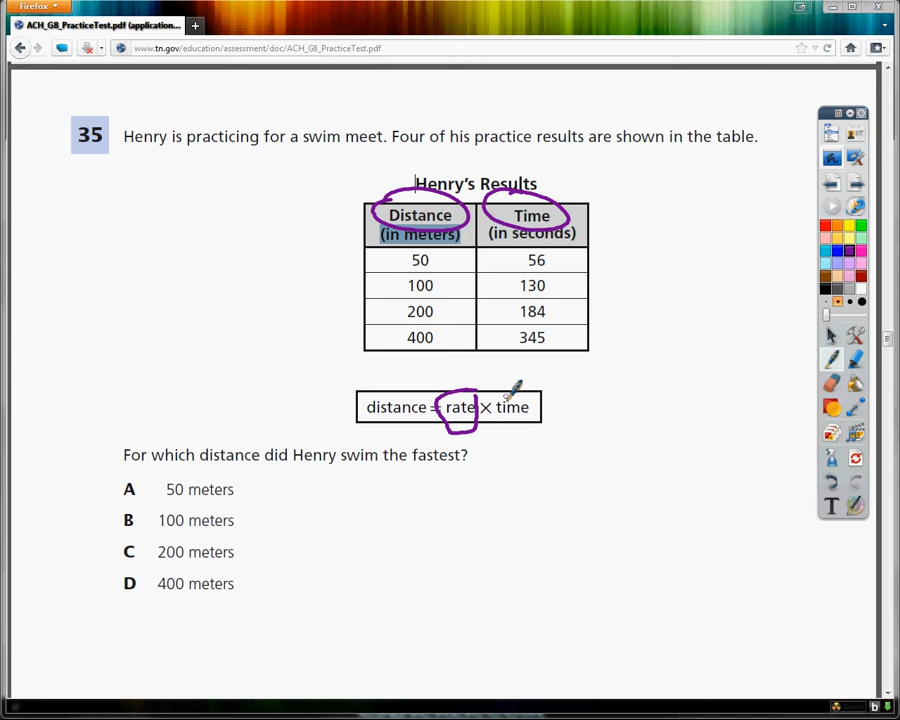 Firefox
ACH_G8_PracticeTest.pdf (application...
www.tn.gov/education/assessment/doc/ACH_G8_PracticeTest.pdf
35 Henry is practicing for a swim meet. Four of his practice results are shown in the table.
Henry's Results
Distance Time
(in meters) (in seconds)
50 56
100 130
200 184
400 345
distance = rate × time
For which distance did Henry swim the fastest?
A 50 meters
B 100 meters
C 200 meters
D 400 meters
T